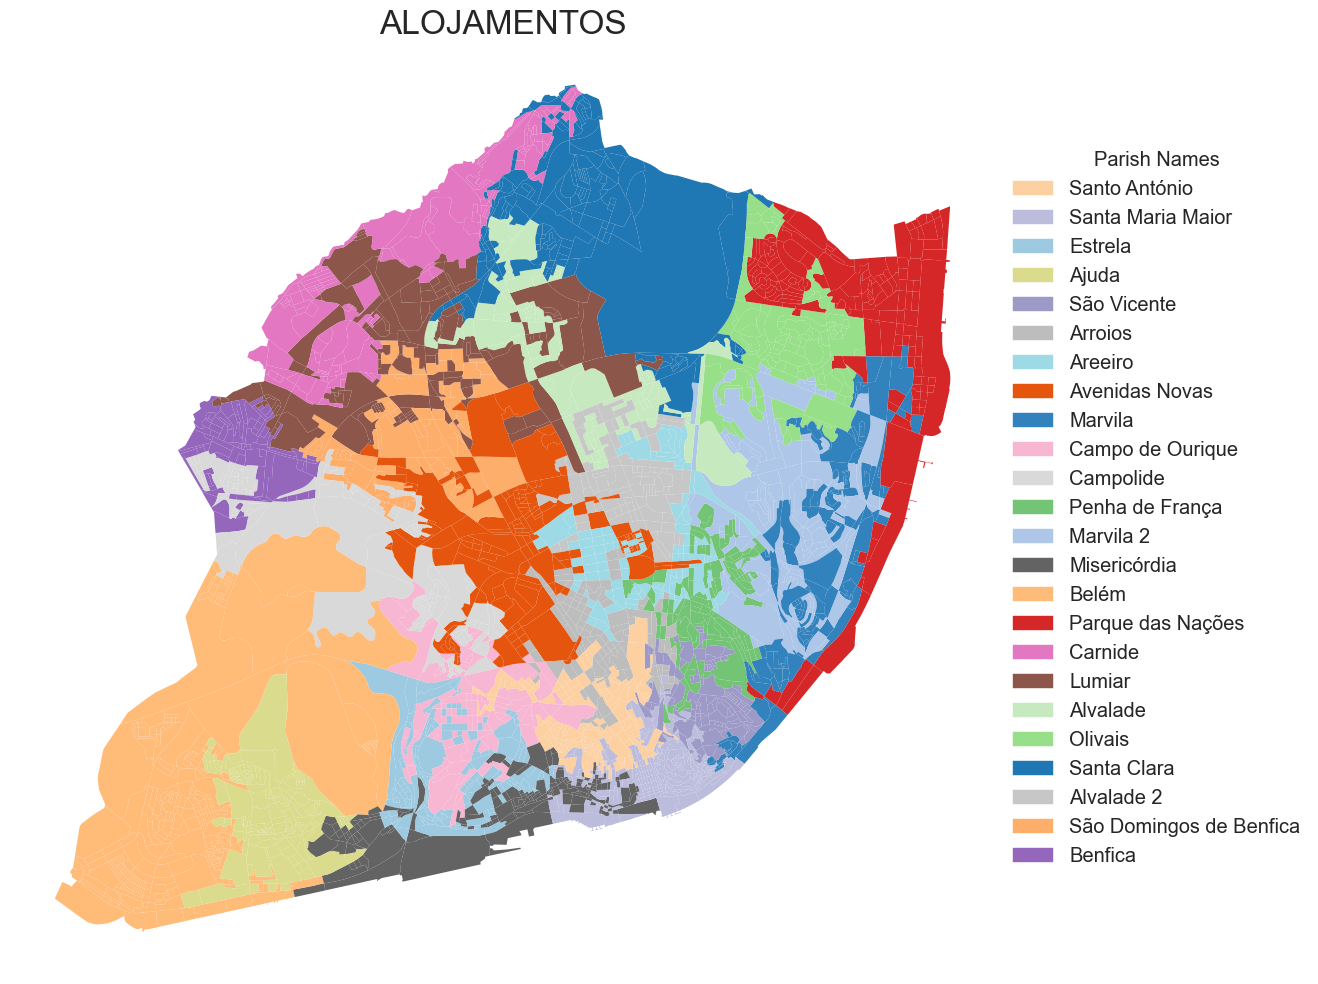 ALOJAMENTOS
Parish Names
Santo António
Santa Maria Maior
Estrela
Ajuda
São Vicente
Arroios
Areeiro
Avenidas Novas
Marvila
Campo de Ourique
Campolide
Penha de França
Marvila 2
Misericórdia
Belém
Parque das Nações
Carnide
Lumiar
Alvalade
Olivais
Santa Clara
Alvalade 2
São Domingos de Benfica
Benfica